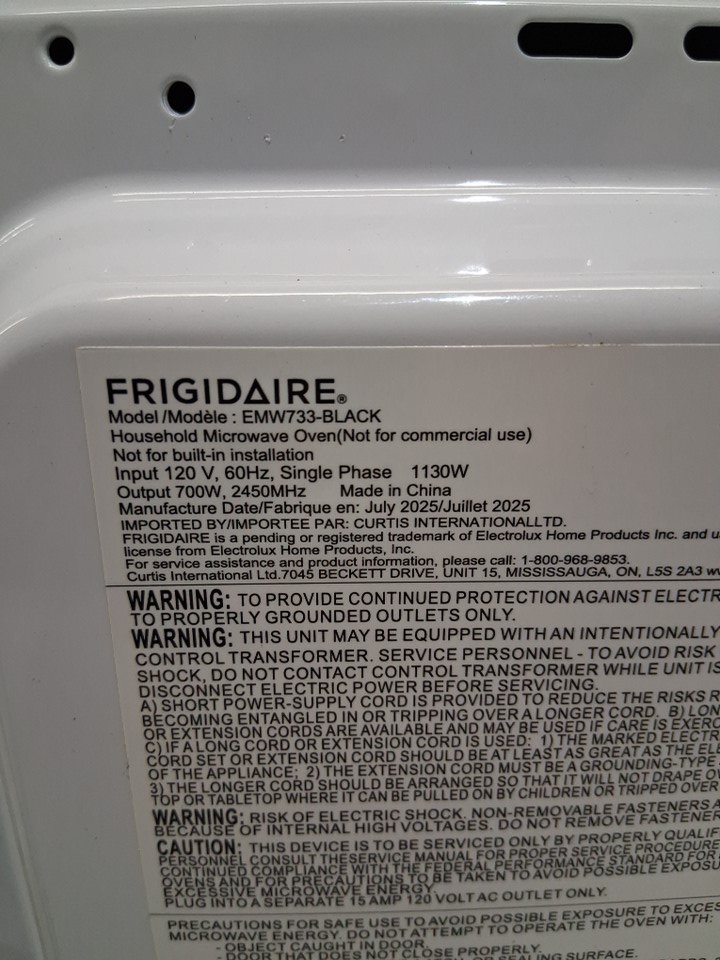 FRIGIDAIRE®
Model/Modèle : EMW733-BLACK
Household Microwave Oven(Not for commercial use)
Not for built-in installation
Input 120 V, 60Hz, Single Phase 1130W
Output 700W, 2450MHz Made in China
Manufacture Date/Fabrique en: July 2025/Juillet 2025
IMPORTED BY/IMPORTEE PAR: CURTIS INTERNATIONALLTD.
FRIGIDAIRE is a pending or registered trademark of Electrolux Home Products Inc. and u
license from Electrolux Home Products, Inc.
For service assistance and product information, please call: 1-800-968-9853.
Curtis International Ltd.7045 BECKETT DRIVE, UNIT 15, MISSISSAUGA, ON, L5S 2A3 w
WARNING: TO PROVIDE CONTINUED PROTECTION AGAINST ELECTR
TO PROPERLY GROUNDED OUTLETS ONLY.
WARNING: THIS UNIT MAY BE EQUIPPED WITH AN INTENTIONALLY
CONTROL TRANSFORMER. SERVICE PERSONNEL - TO AVOID RISK
SHOCK, DO NOT CONTACT CONTROL TRANSFORMER WHILE UNIT IS
DISCONNECT ELECTRIC POWER BEFORE SERVICING.
A) SHORT POWER-SUPPLY CORD IS PROVIDED TO REDUCE THE RISKS R
BECOMING ENTANGLED IN OR TRIPPING OVER A LONGER CORD. B) LON
OR EXTENSION CORDS ARE AVAILABLE AND MAY BE USED IF CARE IS EXERC
C) IF A LONG CORD OR EXTENSION CORD IS USED: 1) THE MARKED ELECTR
CORD SET OR EXTENSION CORD SHOULD BE AT LEAST AS GREAT AS THE ELE
OF THE APPLIANCE; 2) THE EXTENSION CORD MUST BE A GROUNDING-TYPE
3) THE LONGER CORD SHOULD BE ARRANGED SO THAT IT WILL NOT DRAPE OV
TOP OR TABLETOP WHERE IT CAN BE PULLED ON BY CHILDREN OR TRIPPED OVER
WARNING: RISK OF ELECTRIC SHOCK. NON-REMOVABLE FASTENERS A
BECAUSE OF INTERNAL HIGH VOLTAGES. DO NOT REMOVE FASTENER
CAUTION: THIS DEVICE IS TO BE SERVICED ONLY BY PROPERLY QUALIF
PERSONNEL CONSULT THESERVICE MANUAL FOR PROPER SERVICE PROCEDURE
CONTINUED COMPLIANCE WITH THE FEDERAL PERFORMANCE STANDARD FOR
OVENS AND FOR PRECAUTIONS TO BE TAKEN TO AVOID POSSIBLE EXPOSU
EXCESSIVE MICROWAVE ENERGY.
PLUG INTO A SEPARATE 15 AMP 120 VOLT AC OUTLET ONLY.
PRECAUTIONS FOR SAFE USE TO AVOID POSSIBLE EXPOSURE TO EXCES
MICROWAVE ENERGY. DO NOT ATTEMPT TO OPERATE THE OVEN WITH:
- OBJECT CAUGHT IN DOOR.
- DOOR THAT DOES NOT CLOSE PROPERLY.
OR SEALING SURFACE.